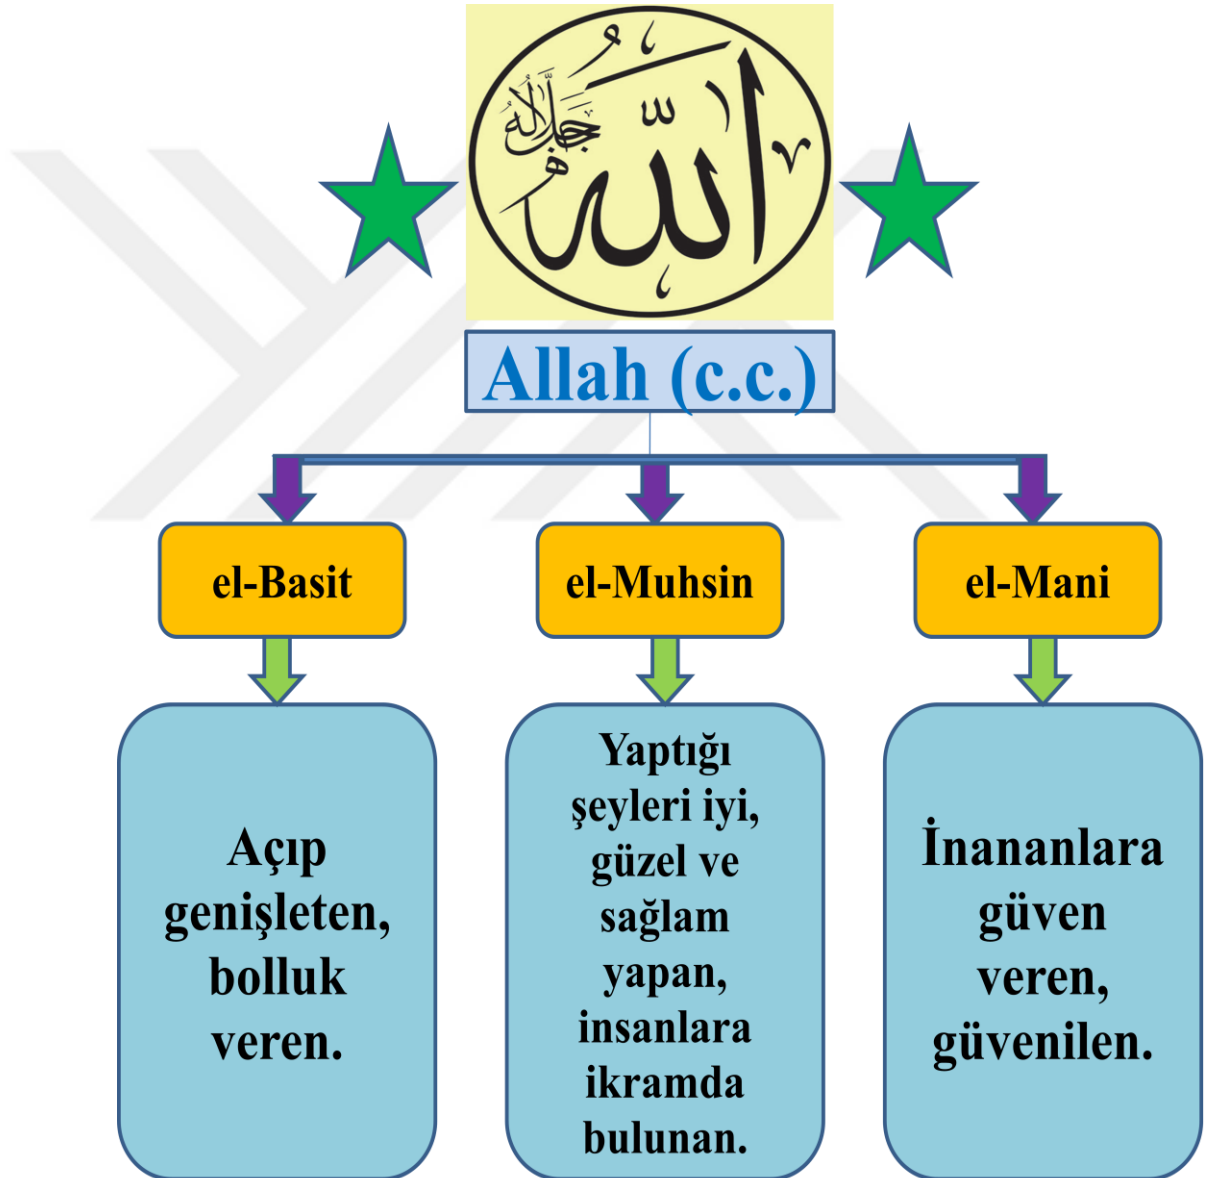 الله
جل جلاله
Allah (c.c.)
el-Basit
el-Muhsin
el-Mani
Açıp
genişleten,
bolluk
veren.
Yaptığı
şeyleri iyi,
güzel ve
sağlam
yapan,
insanlara
ikramda
bulunan.
İnananlara
güven
veren,
güvenilen.